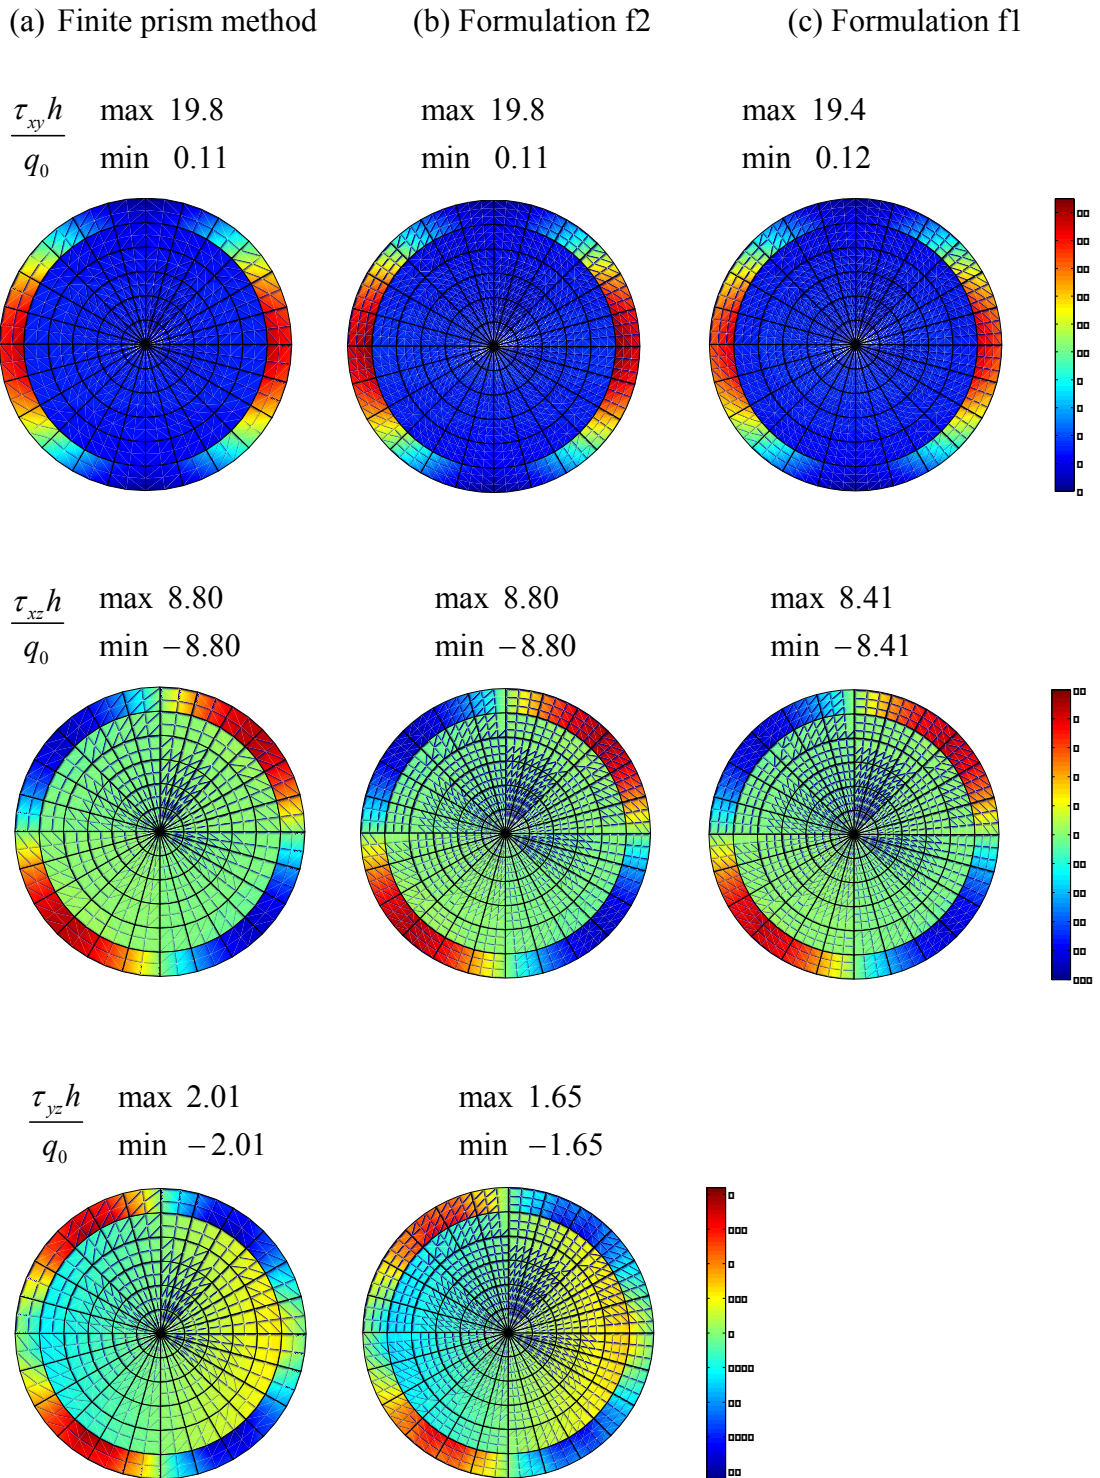 (a) Finite prism method (b) Formulation f2 (c) Formulation f1
τxy h / q0 max 19.8 max 19.8 max 19.4
min 0.11 min 0.11 min 0.12
τxz h / q0 max 8.80 max 8.80 max 8.41
min −8.80 min −8.80 min −8.41
τyz h / q0 max 2.01 max 1.65
min −2.01 min −1.65